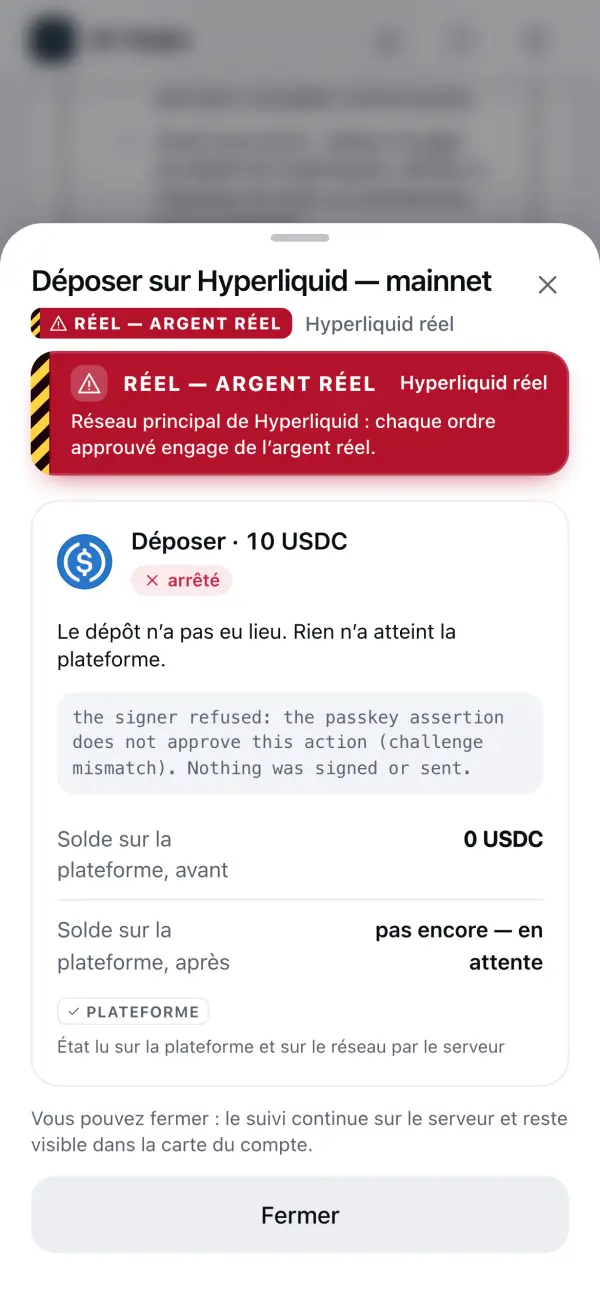 Déposer sur Hyperliquid — mainnet
RÉEL — ARGENT RÉEL Hyperliquid réel
RÉEL — ARGENT RÉEL Hyperliquid réel
Réseau principal de Hyperliquid : chaque ordre
approuvé engage de l’argent réel.
Déposer · 10 USDC
arrêté
Le dépôt n’a pas eu lieu. Rien n’a atteint la
plateforme.
the signer refused: the passkey assertion
does not approve this action (challenge
mismatch). Nothing was signed or sent.
Solde sur la
plateforme, avant
0 USDC
Solde sur la
plateforme, après
pas encore — en
attente
PLATEFORME
État lu sur la plateforme et sur le réseau par le serveur
Vous pouvez fermer : le suivi continue sur le serveur et reste
visible dans la carte du compte.
Fermer